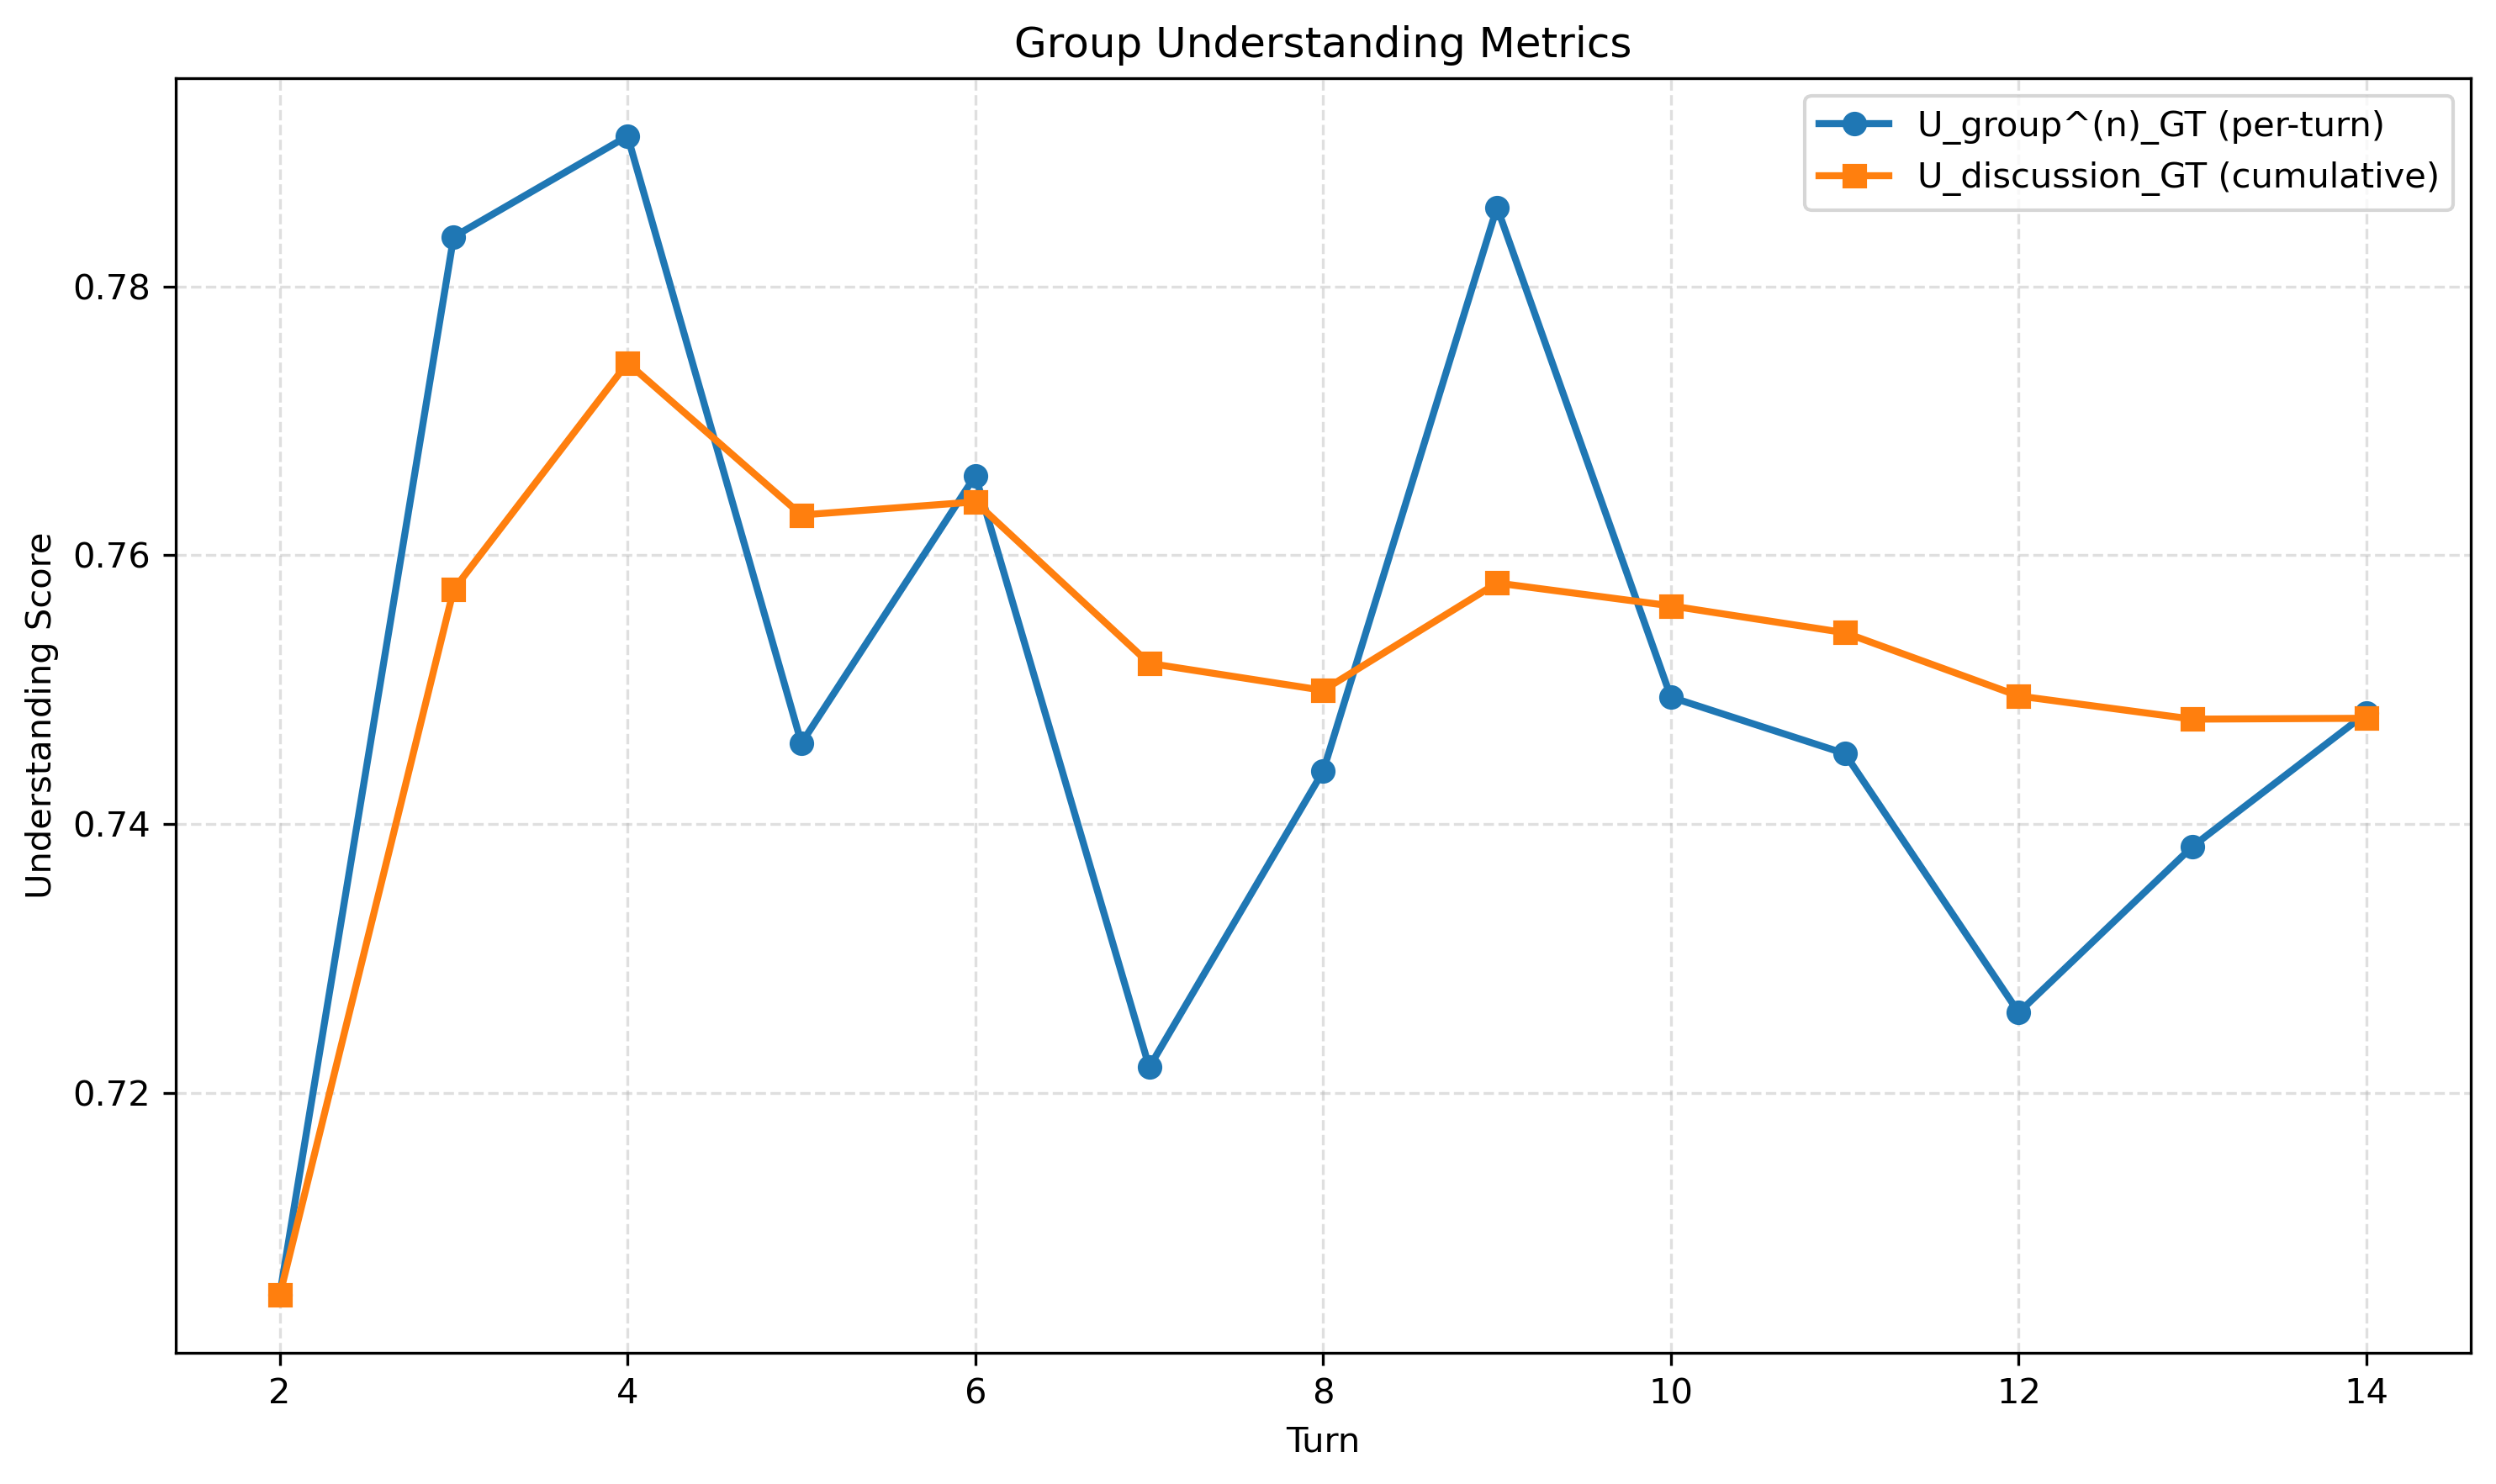 Group Understanding Metrics
U_group^(n)_GT (per-turn)
U_discussion_GT (cumulative)
Understanding Score
0.78
0.76
0.74
0.72
2 4 6 8 10 12 14
Turn